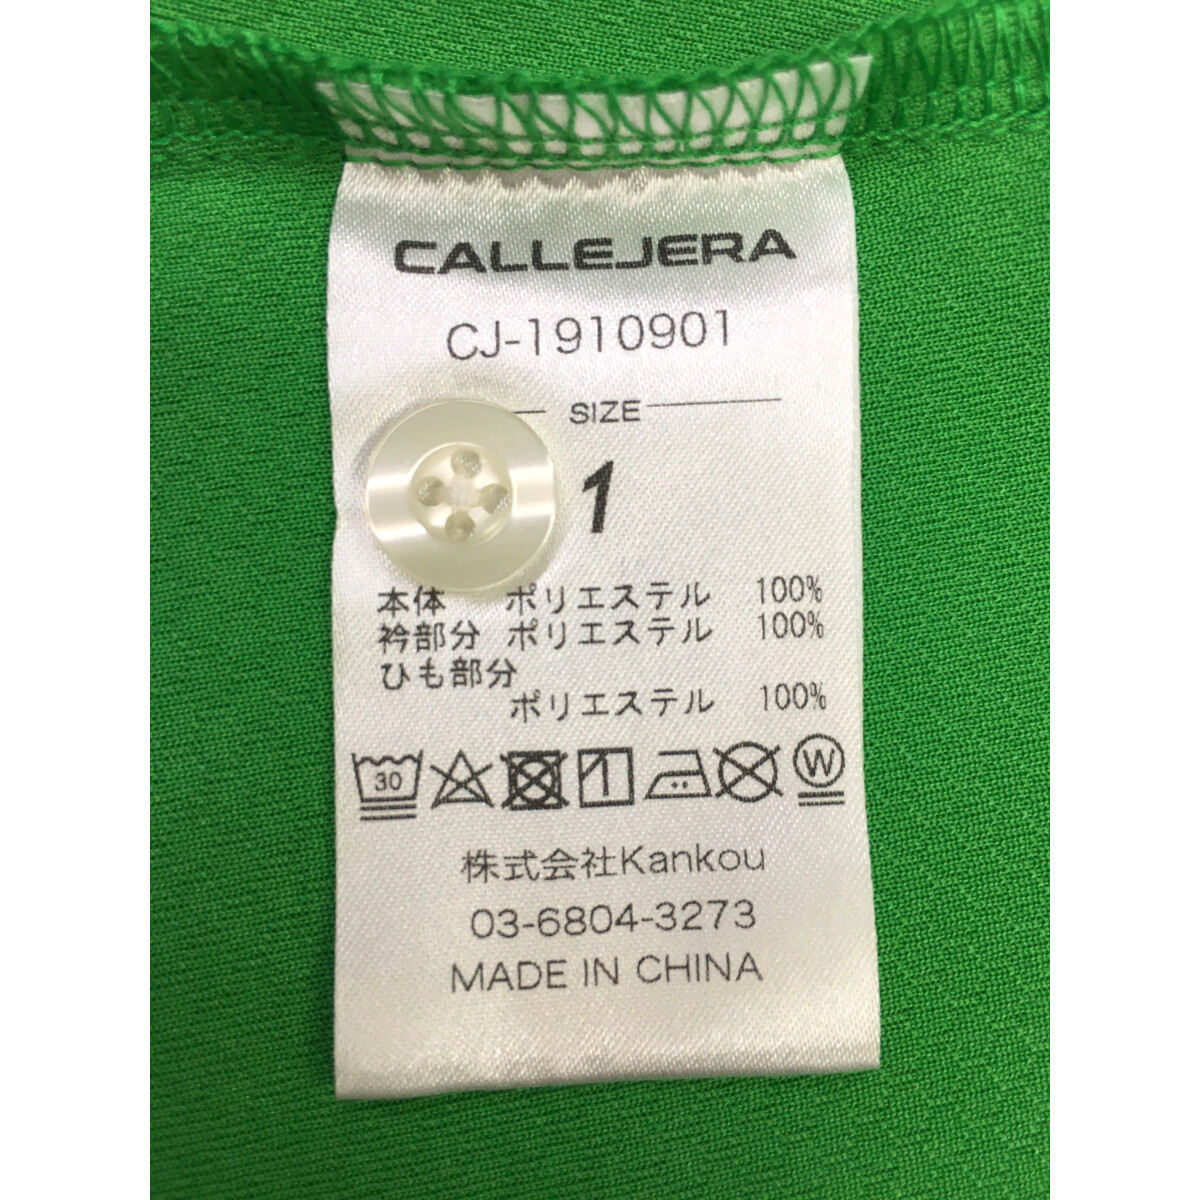 CALLEJERA
CJ-1910901
SIZE
1
本体 ポリエステル 100%
衿部分 ポリエステル 100%
ひも部分
ポリエステル 100%
30
W
株式会社Kankou
03-6804-3273
MADE IN CHINA